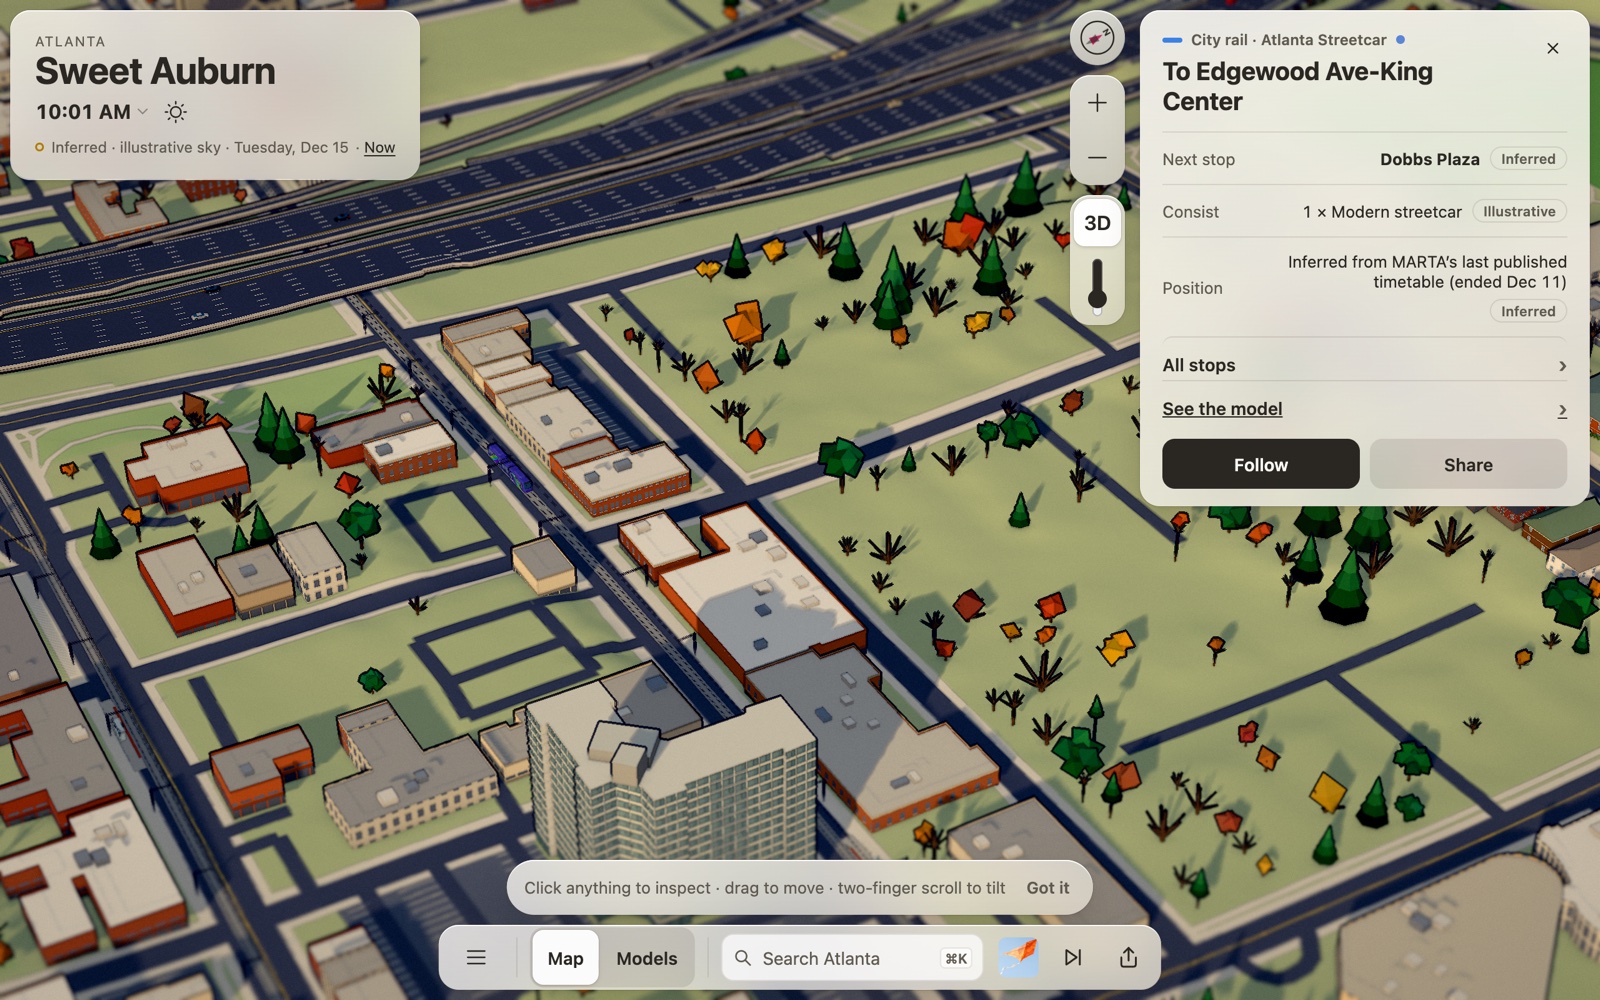 ATLANTA
Sweet Auburn
10:01 AM
Inferred · illustrative sky · Tuesday, Dec 15 · Now
N
3D
City rail · Atlanta Streetcar
To Edgewood Ave-King
Center
Next stop Dobbs Plaza Inferred
Consist 1 × Modern streetcar Illustrative
Position Inferred from MARTA's last published
timetable (ended Dec 11)
Inferred
All stops
See the model
Follow Share
Click anything to inspect · drag to move · two-finger scroll to tilt Got it
Map Models Search Atlanta ⌘K